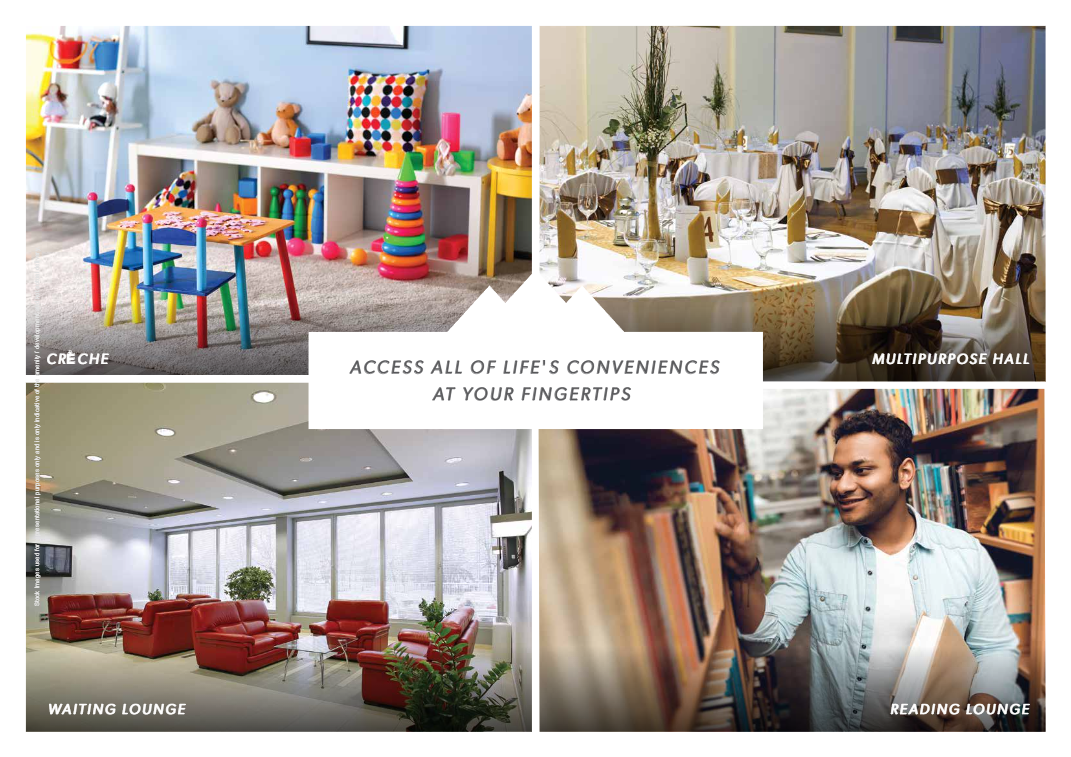 CRÈCHE
MULTIPURPOSE HALL
ACCESS ALL OF LIFE'S CONVENIENCES
AT YOUR FINGERTIPS
4
WAITING LOUNGE
READING LOUNGE
Stock images used for representational purposes only and is only indicative of the amenity / development